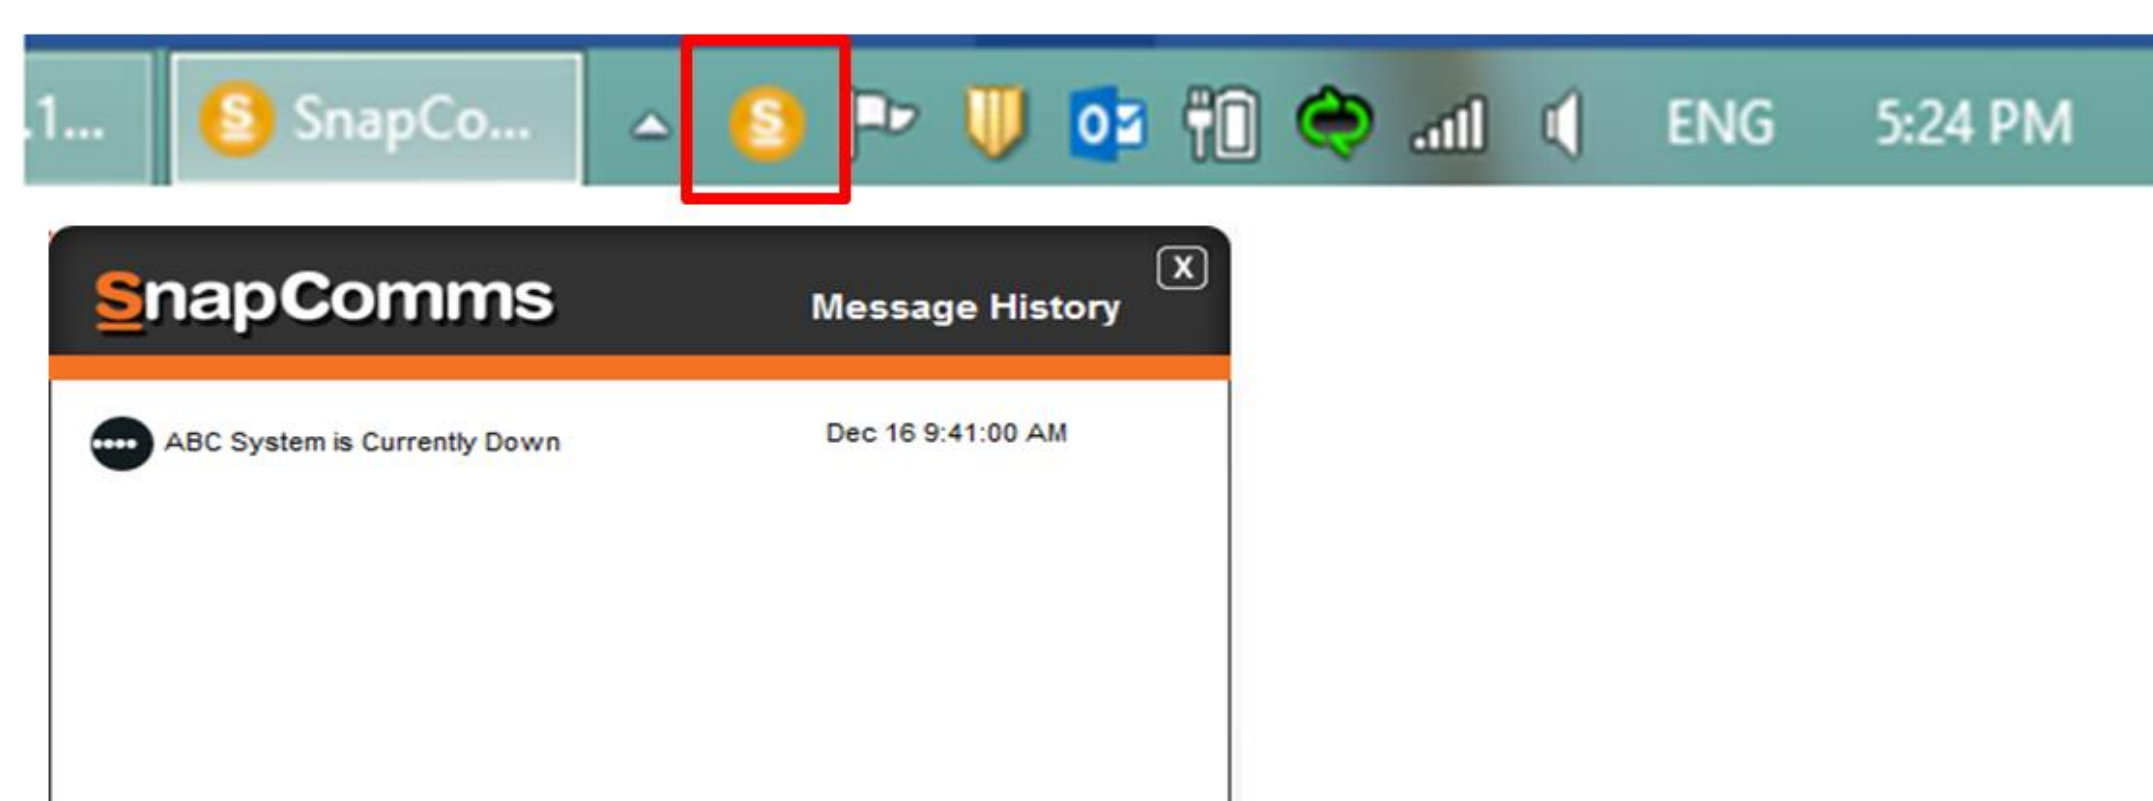 .1...
SnapCo...
ENG
5:24 PM
SnapComms
Message History
X
ABC System is Currently Down
Dec 16 9:41:00 AM